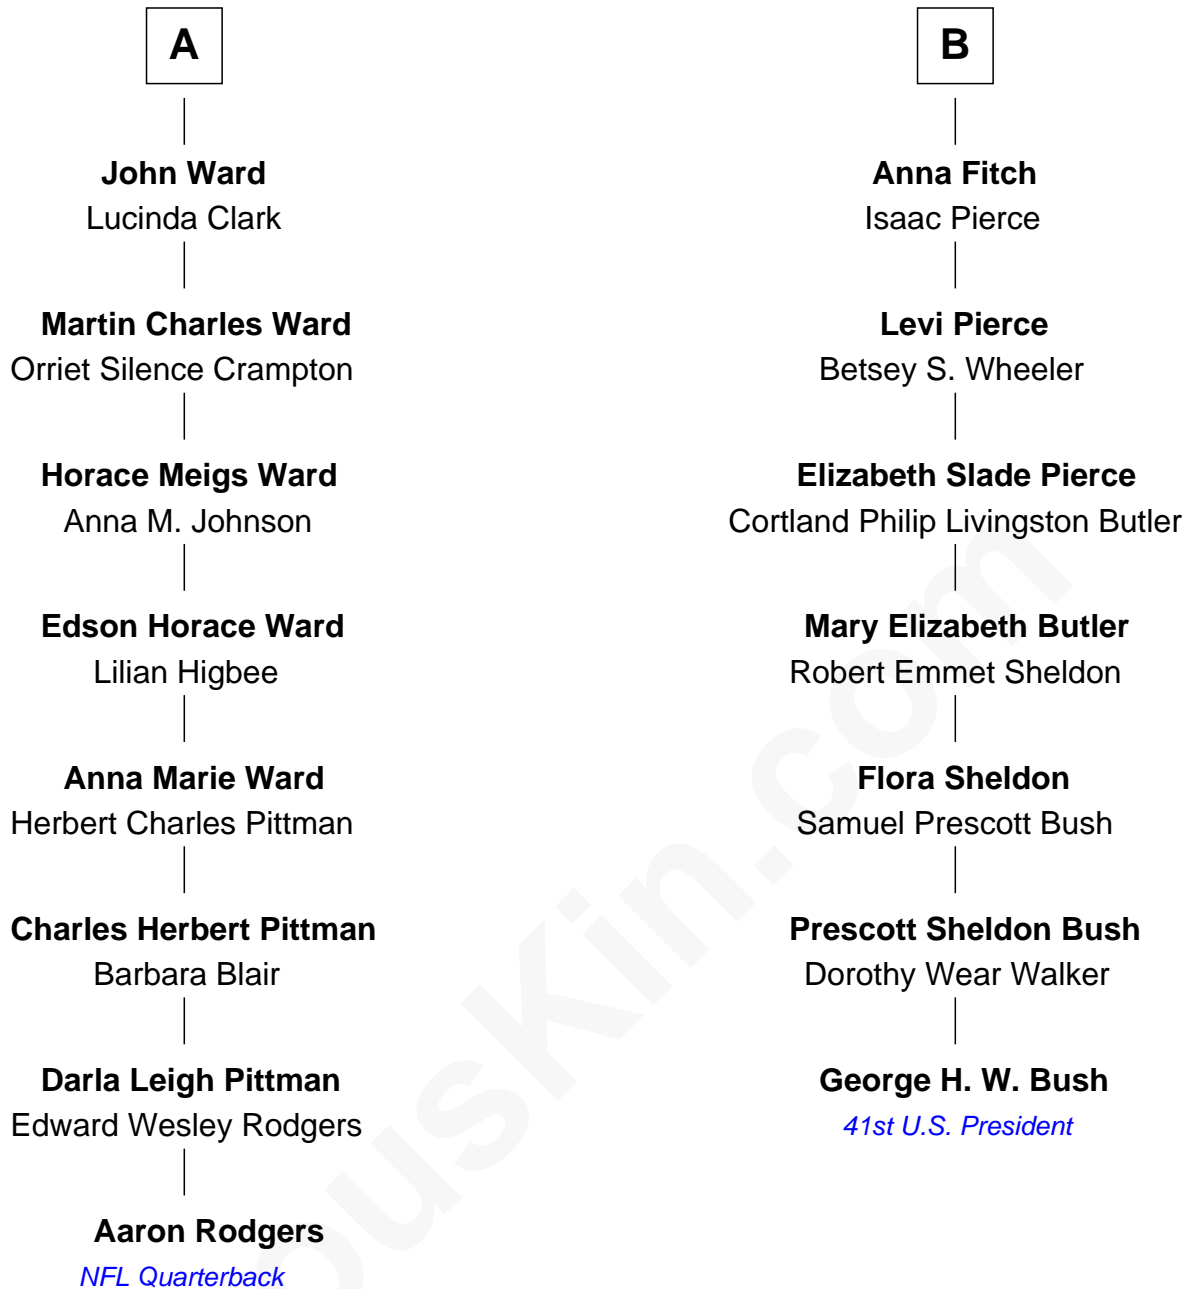 A
John Ward
Lucinda Clark
Martin Charles Ward
Orriet Silence Crampton
Horace Meigs Ward
Anna M. Johnson
Edson Horace Ward
Lilian Higbee
Anna Marie Ward
Herbert Charles Pittman
Charles Herbert Pittman
Barbara Blair
Darla Leigh Pittman
Edward Wesley Rodgers
Aaron Rodgers
NFL Quarterback
B
Anna Fitch
Isaac Pierce
Levi Pierce
Betsey S. Wheeler
Elizabeth Slade Pierce
Cortland Philip Livingston Butler
Mary Elizabeth Butler
Robert Emmet Sheldon
Flora Sheldon
Samuel Prescott Bush
Prescott Sheldon Bush
Dorothy Wear Walker
George H. W. Bush
41st U.S. President
ousKin.com